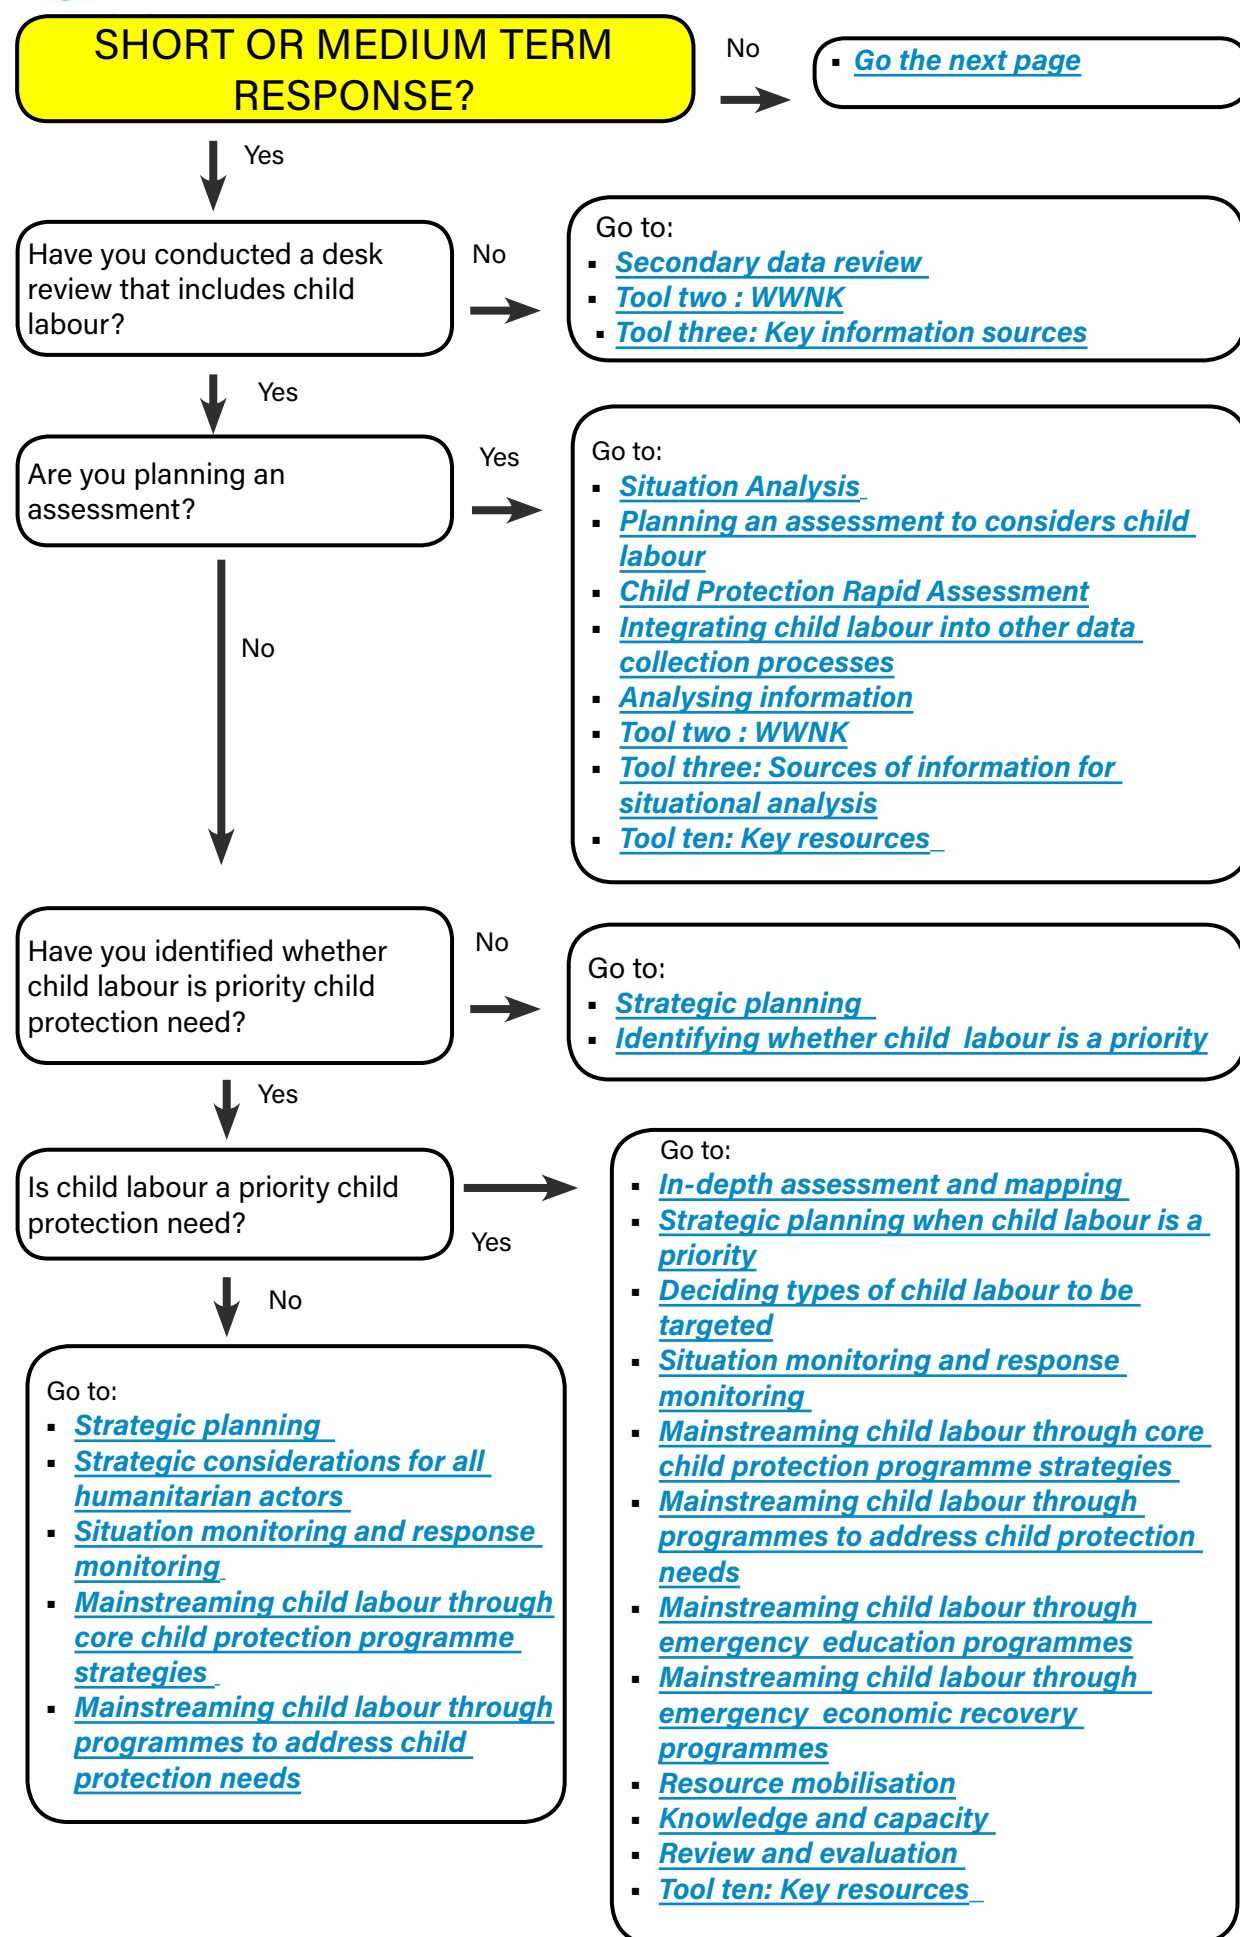 SHORT OR MEDIUM TERM
RESPONSE?
No
▪ Go the next page
Yes
Have you conducted a desk
review that includes child
labour?
No
Go to:
▪ Secondary data review
▪ Tool two : WWNK
▪ Tool three: Key information sources
Yes
Are you planning an
assessment?
Yes
Go to:
▪ Situation Analysis
▪ Planning an assessment to considers child
labour
▪ Child Protection Rapid Assessment
▪ Integrating child labour into other data
collection processes
▪ Analysing information
▪ Tool two : WWNK
▪ Tool three: Sources of information for
situational analysis
▪ Tool ten: Key resources
No
Have you identified whether
child labour is priority child
protection need?
No
Go to:
▪ Strategic planning
▪ Identifying whether child labour is a priority
Yes
Is child labour a priority child
protection need?
Yes
Go to:
▪ In-depth assessment and mapping
▪ Strategic planning when child labour is a
priority
▪ Deciding types of child labour to be
targeted
▪ Situation monitoring and response
monitoring
▪ Mainstreaming child labour through core
child protection programme strategies
▪ Mainstreaming child labour through
programmes to address child protection
needs
▪ Mainstreaming child labour through
emergency education programmes
▪ Mainstreaming child labour through
emergency economic recovery
programmes
▪ Resource mobilisation
▪ Knowledge and capacity
▪ Review and evaluation
▪ Tool ten: Key resources
No
Go to:
▪ Strategic planning
▪ Strategic considerations for all
humanitarian actors
▪ Situation monitoring and response
monitoring
▪ Mainstreaming child labour through
core child protection programme
strategies
▪ Mainstreaming child labour through
programmes to address child
protection needs